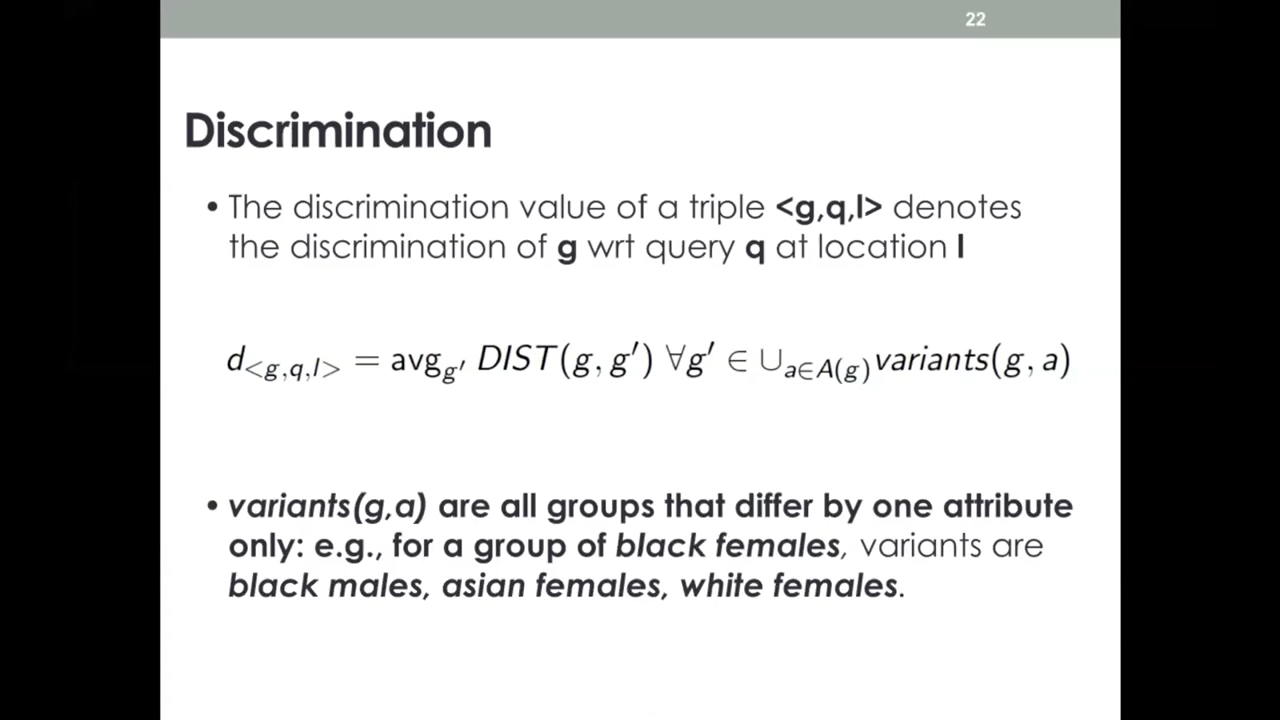 22
Discrimination
• The discrimination value of a triple <g,q,l> denotes
the discrimination of g wrt query q at location l
d<g,q,l> = avgg′ DIST(g, g′) ∀g′ ∈ ∪a∈A(g)variants(g, a)
• variants(g,a) are all groups that differ by one attribute
only: e.g., for a group of black females, variants are
black males, asian females, white females.